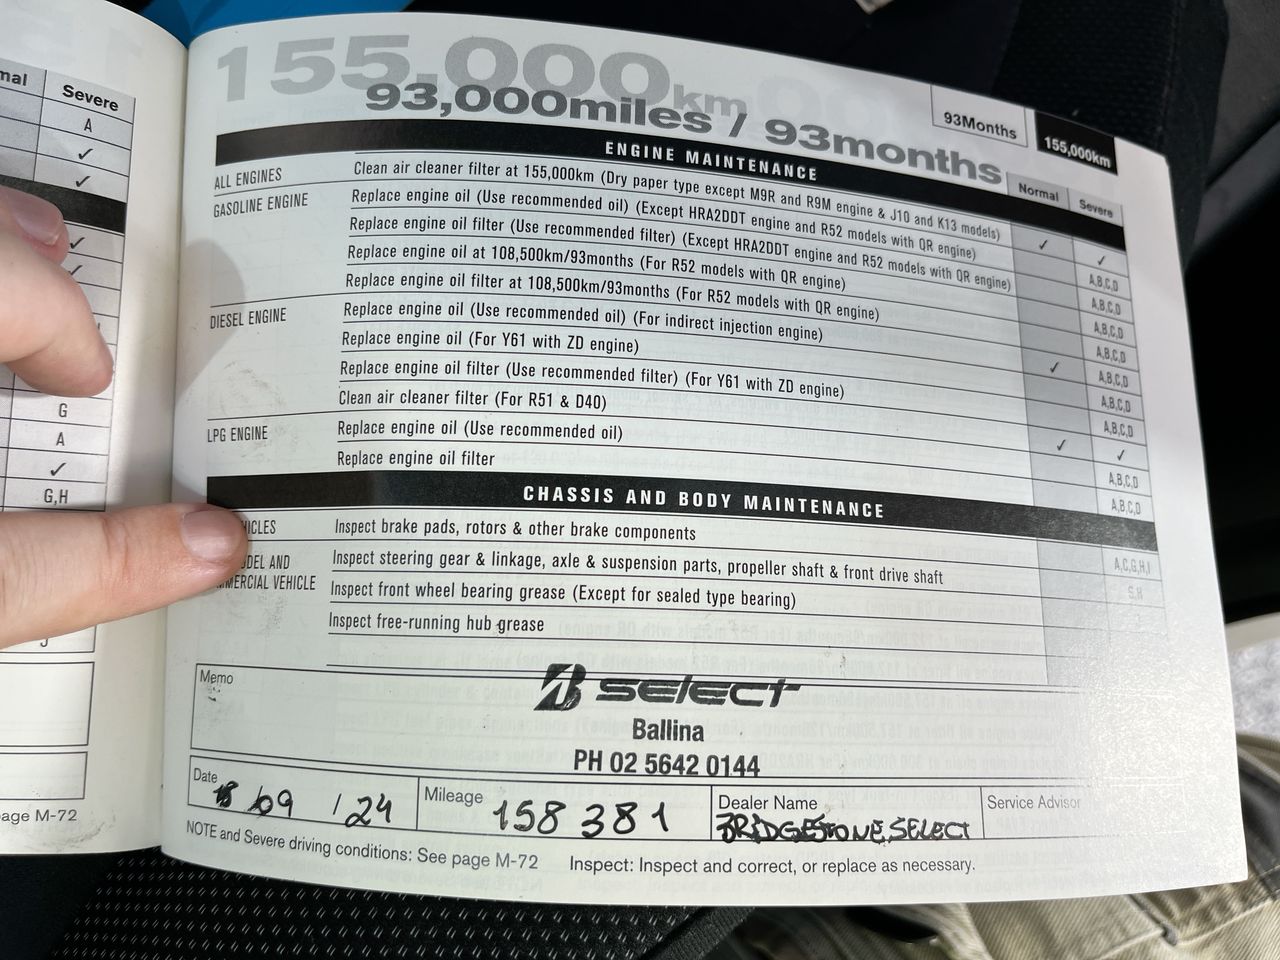 mal Severe
A
✓
✓
✓
✓
G
A
✓
G,H
J
age M-72
155,000km
93,000miles / 93months
93Months 155,000km
ENGINE MAINTENANCE
Normal Severe
ALL ENGINES Clean air cleaner filter at 155,000km (Dry paper type except M9R and R9M engine & J10 and K13 models) ✓ ✓
GASOLINE ENGINE Replace engine oil (Use recommended oil) (Except HRA2DDT engine and R52 models with QR engine) A,B,C,D
Replace engine oil filter (Use recommended filter) (Except HRA2DDT engine and R52 models with QR engine) A,B,C,D
Replace engine oil at 108,500km/93months (For R52 models with QR engine) A,B,C,D
Replace engine oil filter at 108,500km/93months (For R52 models with QR engine) A,B,C,D
DIESEL ENGINE Replace engine oil (Use recommended oil) (For indirect injection engine) ✓ A,B,C,D
Replace engine oil (For Y61 with ZD engine) A,B,C,D
Replace engine oil filter (Use recommended filter) (For Y61 with ZD engine) A,B,C,D
Clean air cleaner filter (For R51 & D40) ✓ ✓
LPG ENGINE Replace engine oil (Use recommended oil) A,B,C,D
Replace engine oil filter A,B,C,D
CHASSIS AND BODY MAINTENANCE
HICLES Inspect brake pads, rotors & other brake components A,C,G,H,I
ODEL AND Inspect steering gear & linkage, axle & suspension parts, propeller shaft & front drive shaft
MERCIAL VEHICLE Inspect front wheel bearing grease (Except for sealed type bearing)
Inspect free-running hub grease
Memo
B select
Ballina
PH 02 5642 0144
Date 18 /09 /24 Mileage 158 381 Dealer Name BRIDGESTONE SELECT Service Advisor
NOTE and Severe driving conditions: See page M-72 Inspect: Inspect and correct, or replace as necessary.